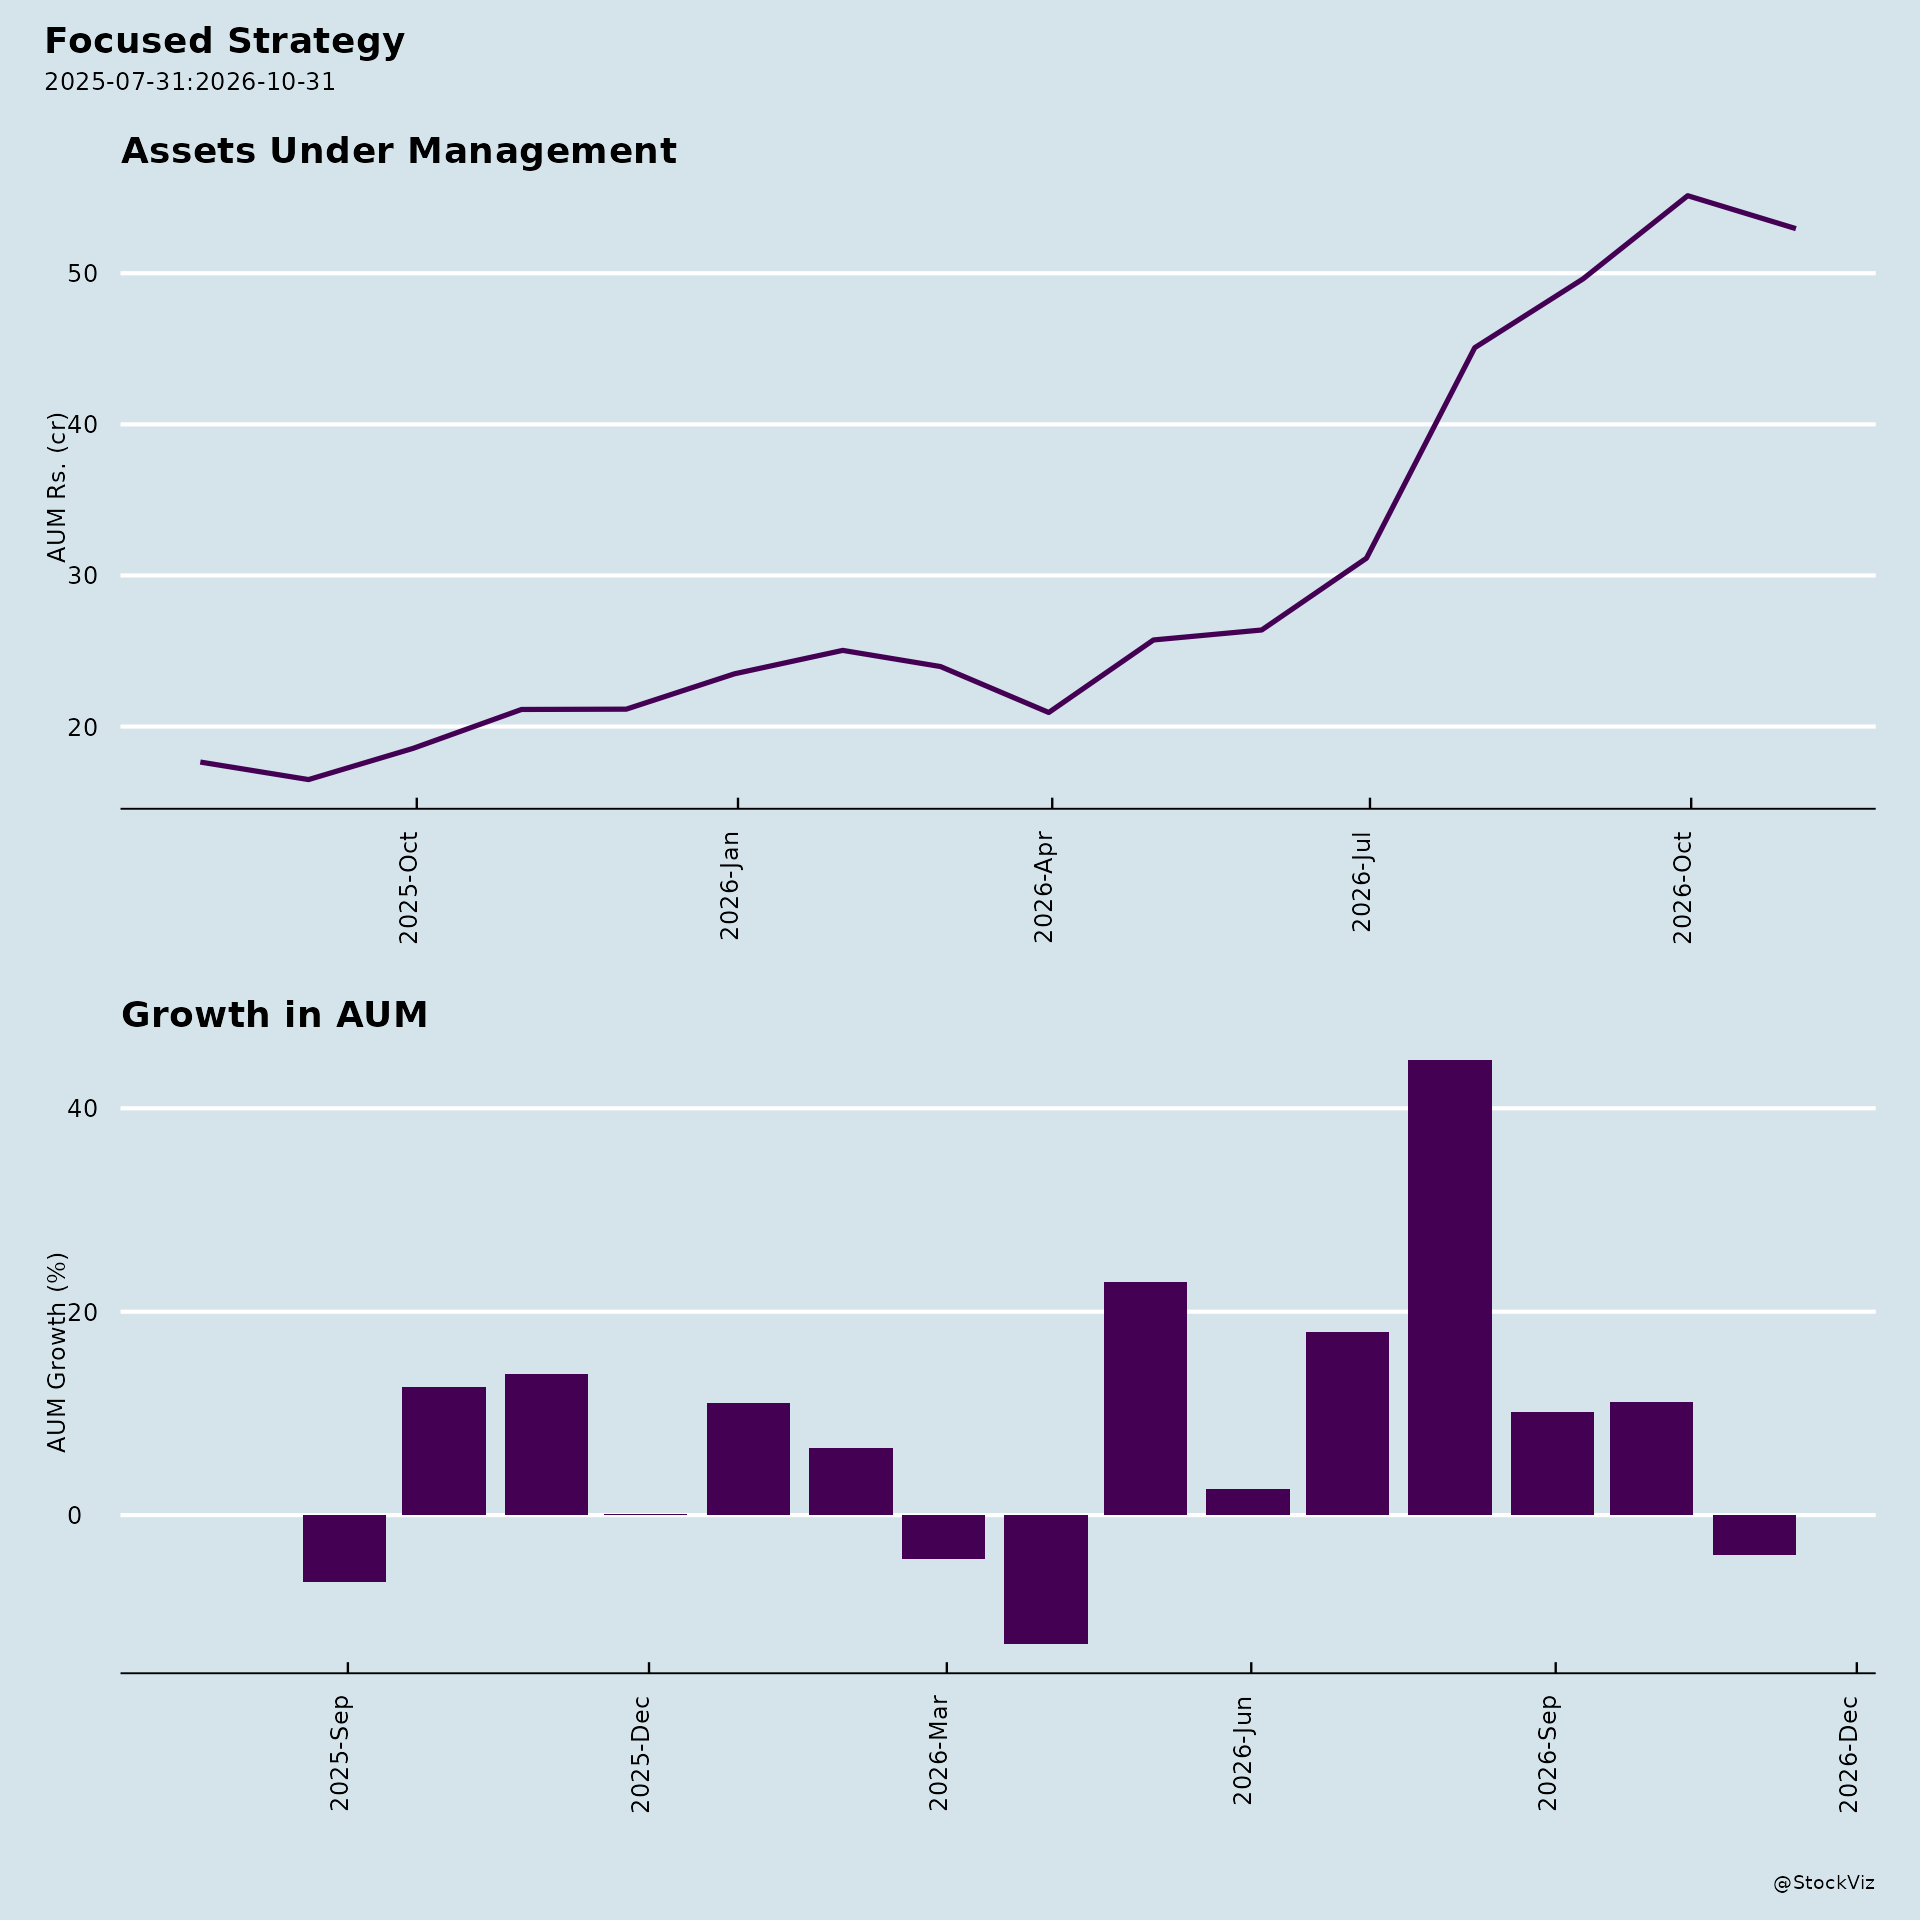 Focused Strategy
2025-07-31:2026-10-31
Assets Under Management
AUM Rs. (cr)
50
40
30
20
2025-Oct
2026-Jan
2026-Apr
2026-Jul
2026-Oct
Growth in AUM
AUM Growth (%)
40
20
0
2025-Sep
2025-Dec
2026-Mar
2026-Jun
2026-Sep
2026-Dec
@StockViz